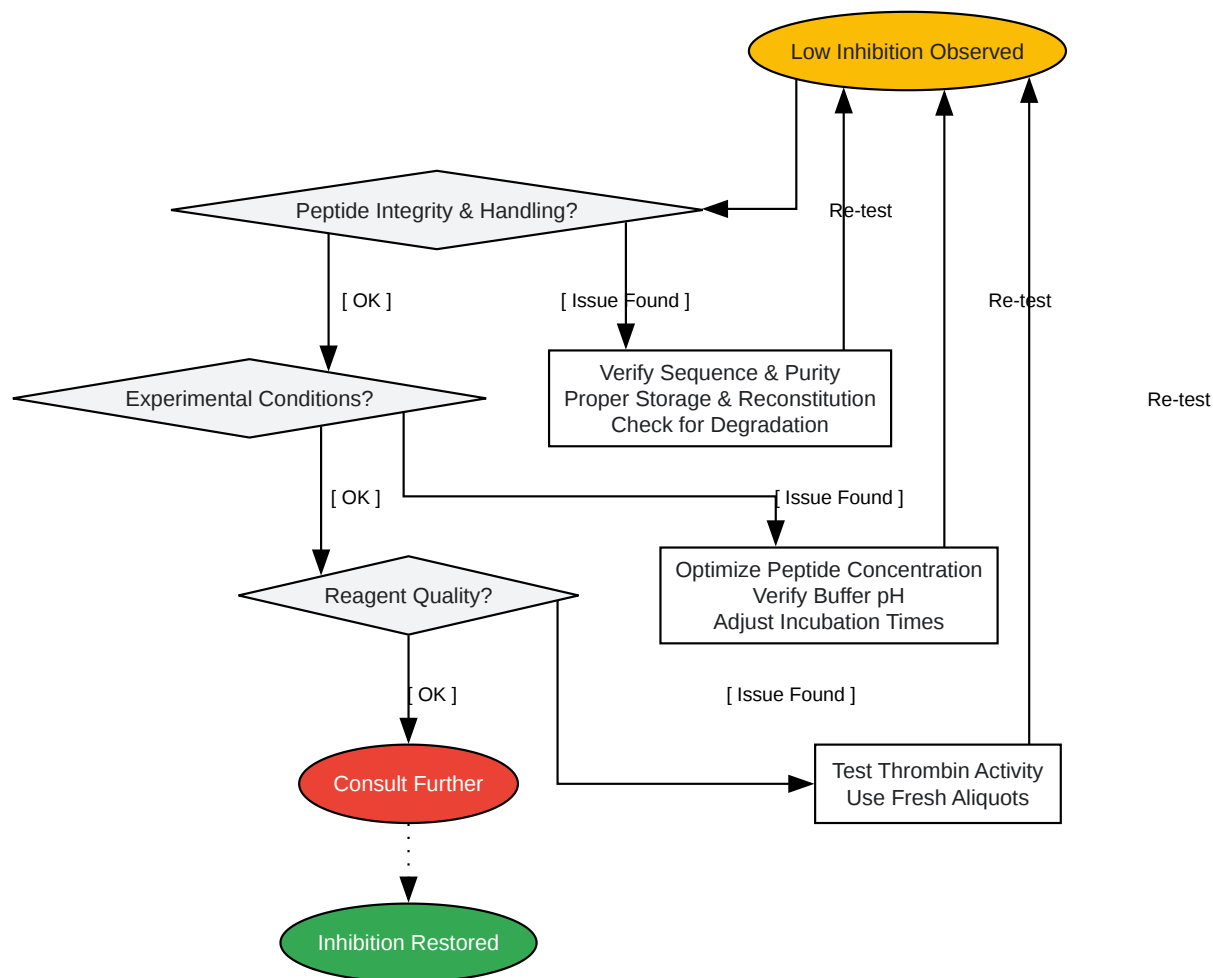 Low Inhibition Observed
Peptide Integrity & Handling?
Re-test
[ OK ]
[ Issue Found ]
Re-test
Verify Sequence & Purity
Proper Storage & Reconstitution
Check for Degradation
Experimental Conditions?
Re-test
[ OK ]
[ Issue Found ]
Optimize Peptide Concentration
Verify Buffer pH
Adjust Incubation Times
Reagent Quality?
[ OK ]
[ Issue Found ]
Consult Further
Test Thrombin Activity
Use Fresh Aliquots
Inhibition Restored